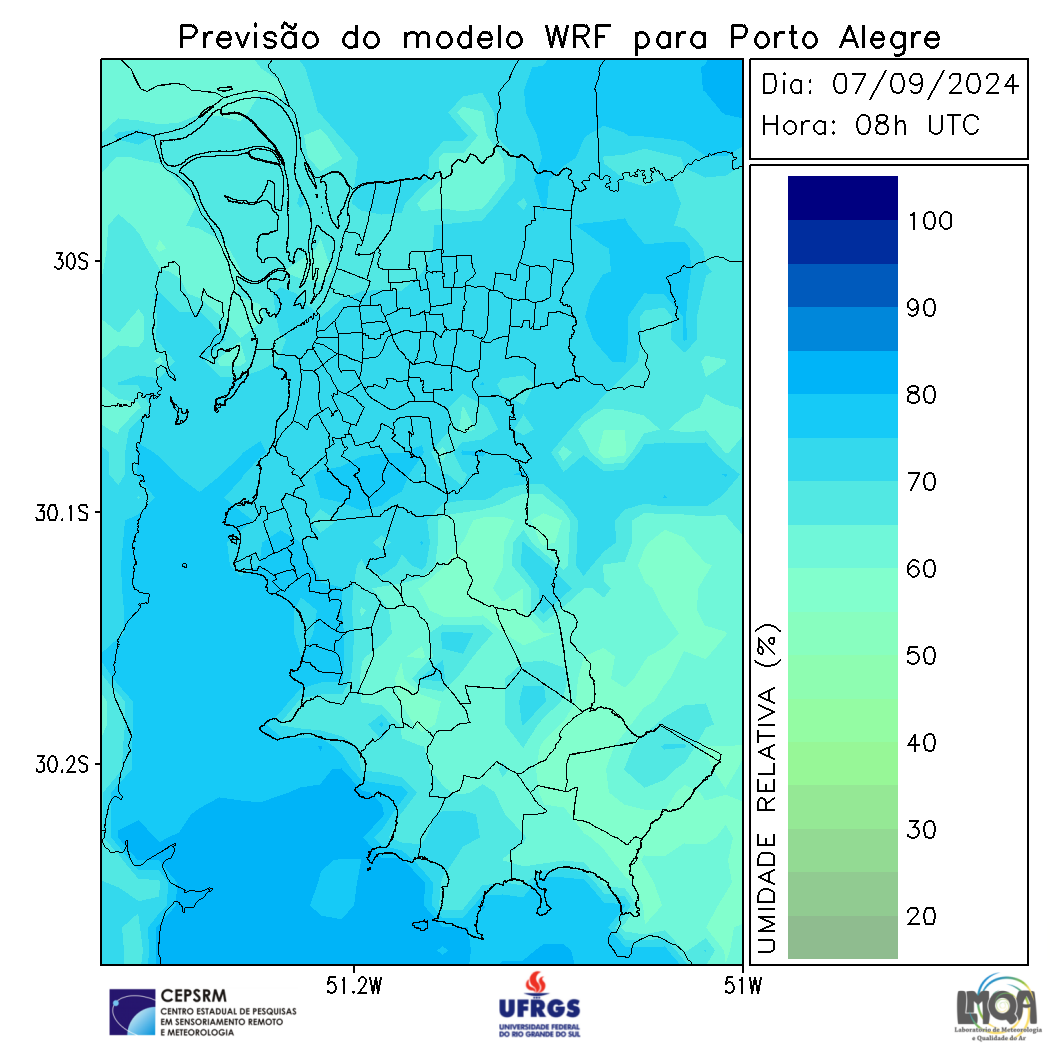 Previsão do modelo WRF para Porto Alegre
Dia: 07/09/2024
Hora: 08h UTC
100
90
80
70
60
50
40
30
20
UMIDADE RELATIVA (%)
30S
30.1S
30.2S
51.2W
51W
CEPSRM
CENTRO ESTADUAL DE PESQUISAS
EM SENSORIAMENTO REMOTO
E METEOROLOGIA
UFRGS
UNIVERSIDADE FEDERAL
DO RIO GRANDE DO SUL
LMQA
Laboratório de Meteorologia
e Qualidade do Ar